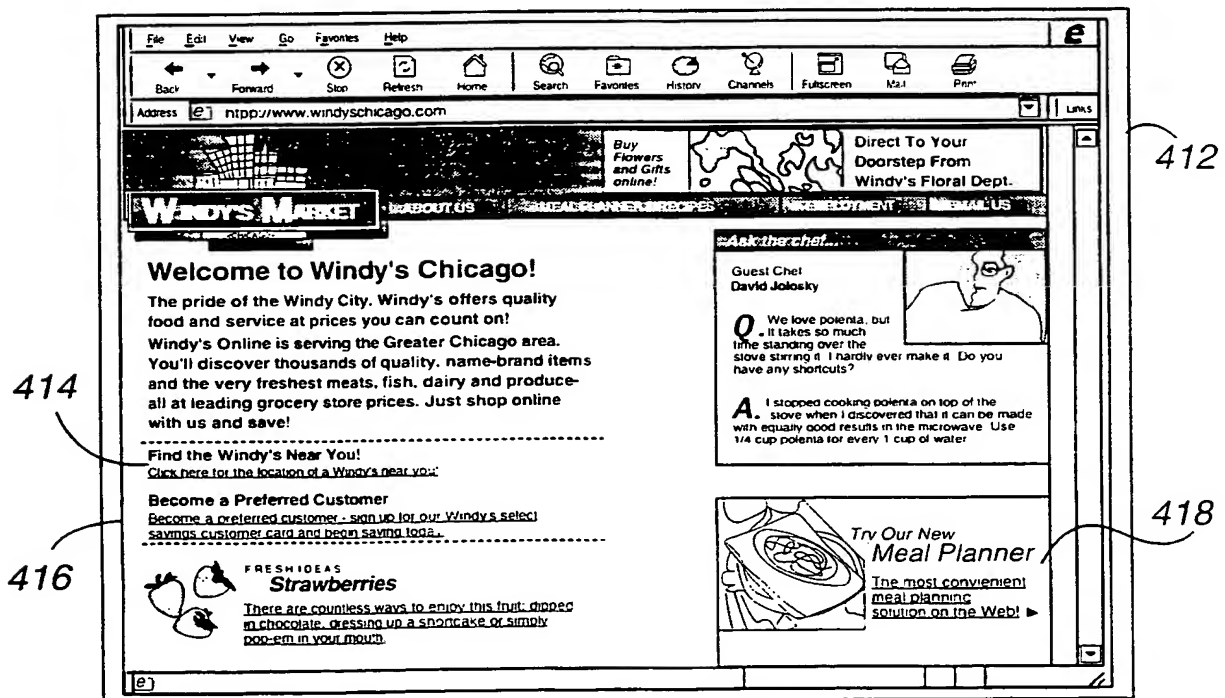 File Edit View Go Favorites Help
Back Forward Stop Refresh Home Search Favorites History Channels Fullscreen Mail Print
Address ntpp://www.windyschicago.com Links
Buy
Flowers
and Gifts
online!
Direct To Your
Doorstep From
Windy's Floral Dept.
412
WINDY'S MARKET
ABOUT US MEAL PLANNER & RECIPES EMPLOYMENT EMAIL US
Welcome to Windy's Chicago!
The pride of the Windy City. Windy's offers quality
food and service at prices you can count on!
Windy's Online is serving the Greater Chicago area.
You'll discover thousands of quality. name-brand items
and the very freshest meats, fish, dairy and produce-
all at leading grocery store prices. Just shop online
with us and save!
414
Find the Windy's Near You!
Click here for the location of a Windy's near you!
Become a Preferred Customer
Become a preferred customer - sign up for our Windy's select
savings customer card and begin saving today.
416
FRESH IDEAS
Strawberries
There are countless ways to enjoy this fruit: dipped
in chocolate, dressing up a shortcake or simply
pop-em in your mouth.
Ask the chef...
Guest Chef
David Jolosky
Q. We love polenta, but
it takes so much
time standing over the
stove stirring it I hardly ever make it Do you
have any shortcuts?
A. I stopped cooking polenta on top of the
stove when I discovered that it can be made
with equally good results in the microwave Use
1/4 cup polenta for every 1 cup of water
Try Our New
Meal Planner
418
The most convienient
meal planning
solution on the Web!